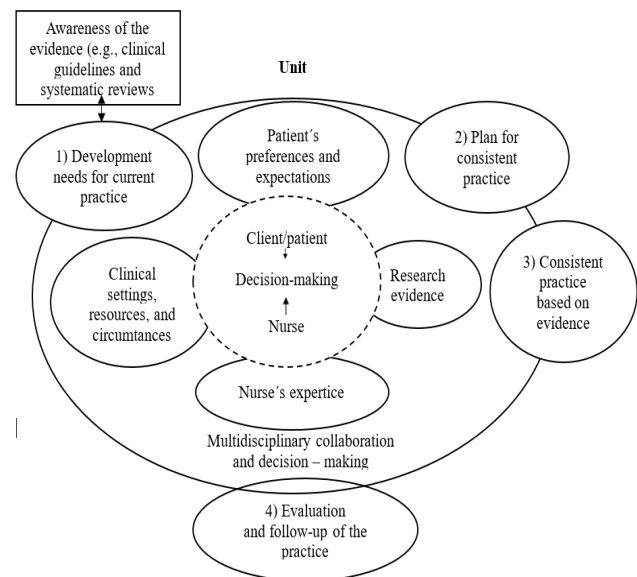 Awareness of the
evidence (e.g., clinical
guidelines and
systematic reviews
Unit
1) Development
needs for current
practice
Patient´s
preferences and
expectations
2) Plan for
consistent
practice
Client/patient
Decision-making
Nurse
Clinical
settings,
resources, and
circumtances
Research
evidence
3) Consistent
practice
based on
evidence
Nurse´s expertice
Multidisciplinary collaboration
and decision – making
4) Evaluation
and follow-up of the
practice